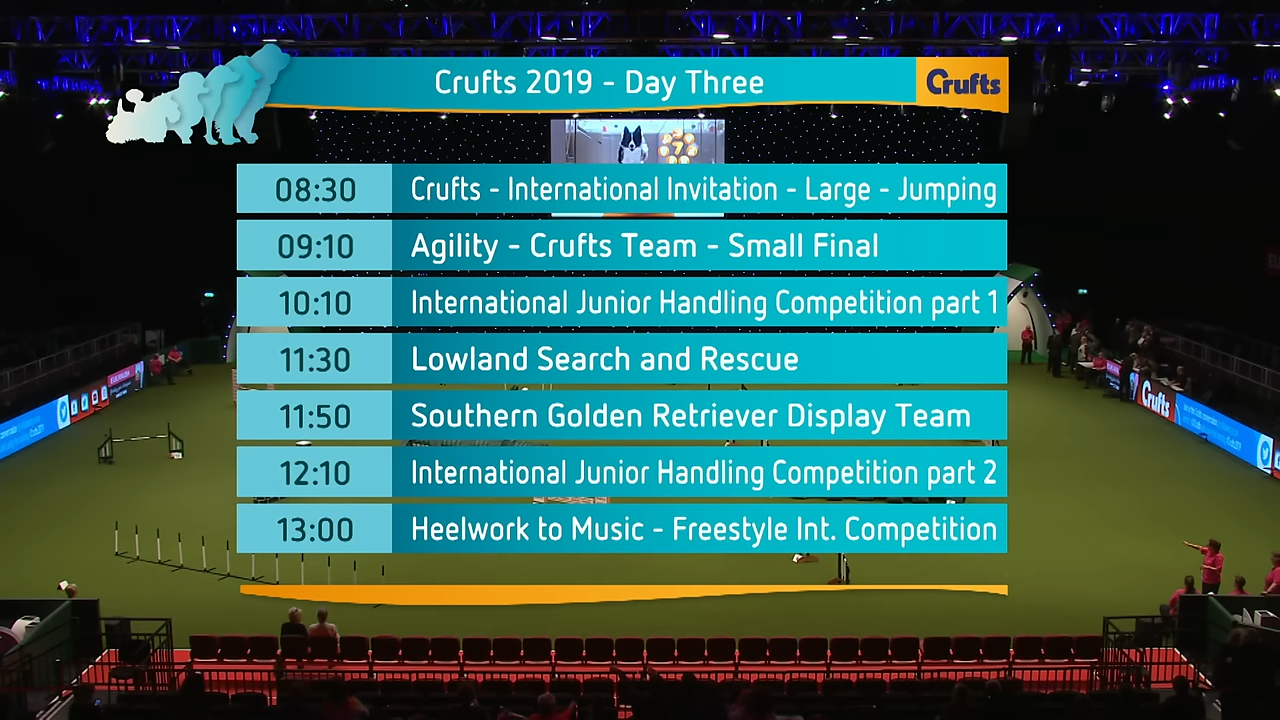 Crufts 2019 - Day Three
Crufts
08:30 Crufts - International Invitation - Large - Jumping
09:10 Agility - Crufts Team - Small Final
10:10 International Junior Handling Competition part 1
11:30 Lowland Search and Rescue
11:50 Southern Golden Retriever Display Team
12:10 International Junior Handling Competition part 2
13:00 Heelwork to Music - Freestyle Int. Competition
Crufts